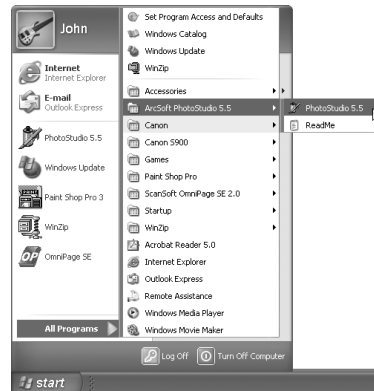 John
Internet
Internet Explorer
E-mail
Outlook Express
PhotoStudio 5.5
Windows Update
Paint Shop Pro 3
WinZip
OmniPage SE
All Programs
Set Program Access and Defaults
Windows Catalog
Windows Update
WinZip
Accessories
ArcSoft PhotoStudio 5.5
Canon
Canon S900
Games
Paint Shop Pro
ScanSoft OmniPage SE 2.0
Startup
WinZip
Acrobat Reader 5.0
Internet Explorer
Outlook Express
Remote Assistance
Windows Media Player
Windows Movie Maker
PhotoStudio 5.5
ReadMe
Log Off
Turn Off Computer
start